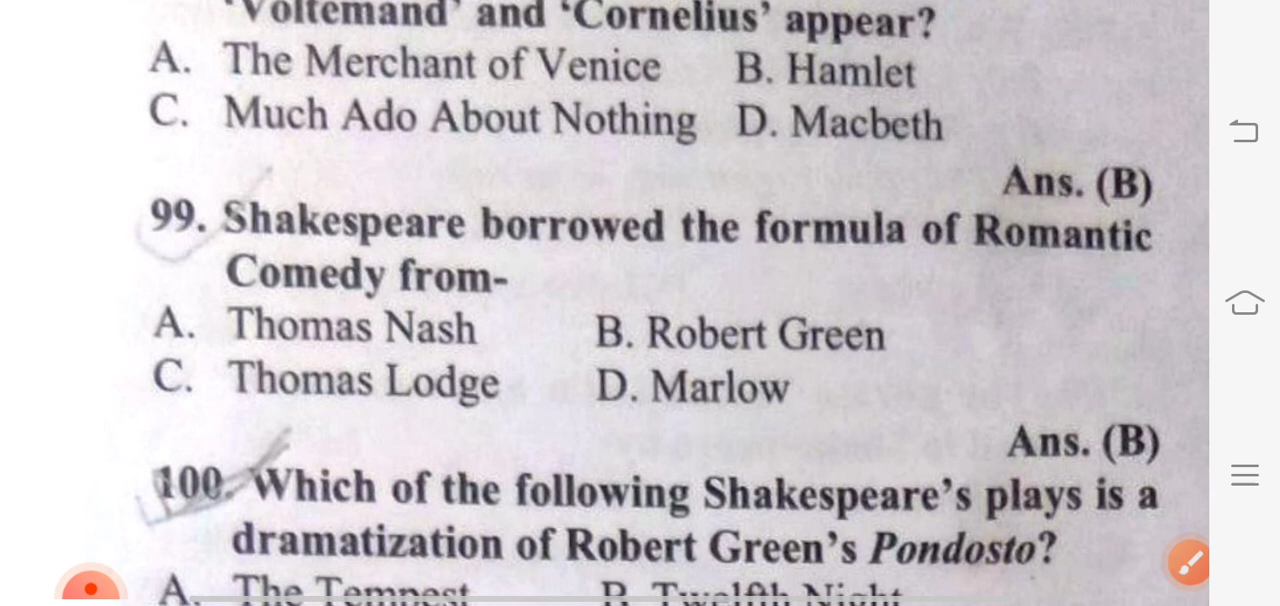 'Voltemand' and 'Cornelius' appear?
A. The Merchant of Venice B. Hamlet
C. Much Ado About Nothing D. Macbeth
Ans. (B)
99. Shakespeare borrowed the formula of Romantic
Comedy from-
A. Thomas Nash B. Robert Green
C. Thomas Lodge D. Marlow
Ans. (B)
100. Which of the following Shakespeare's plays is a
dramatization of Robert Green's Pondosto?
A. The Tempest B. Twelfth Night